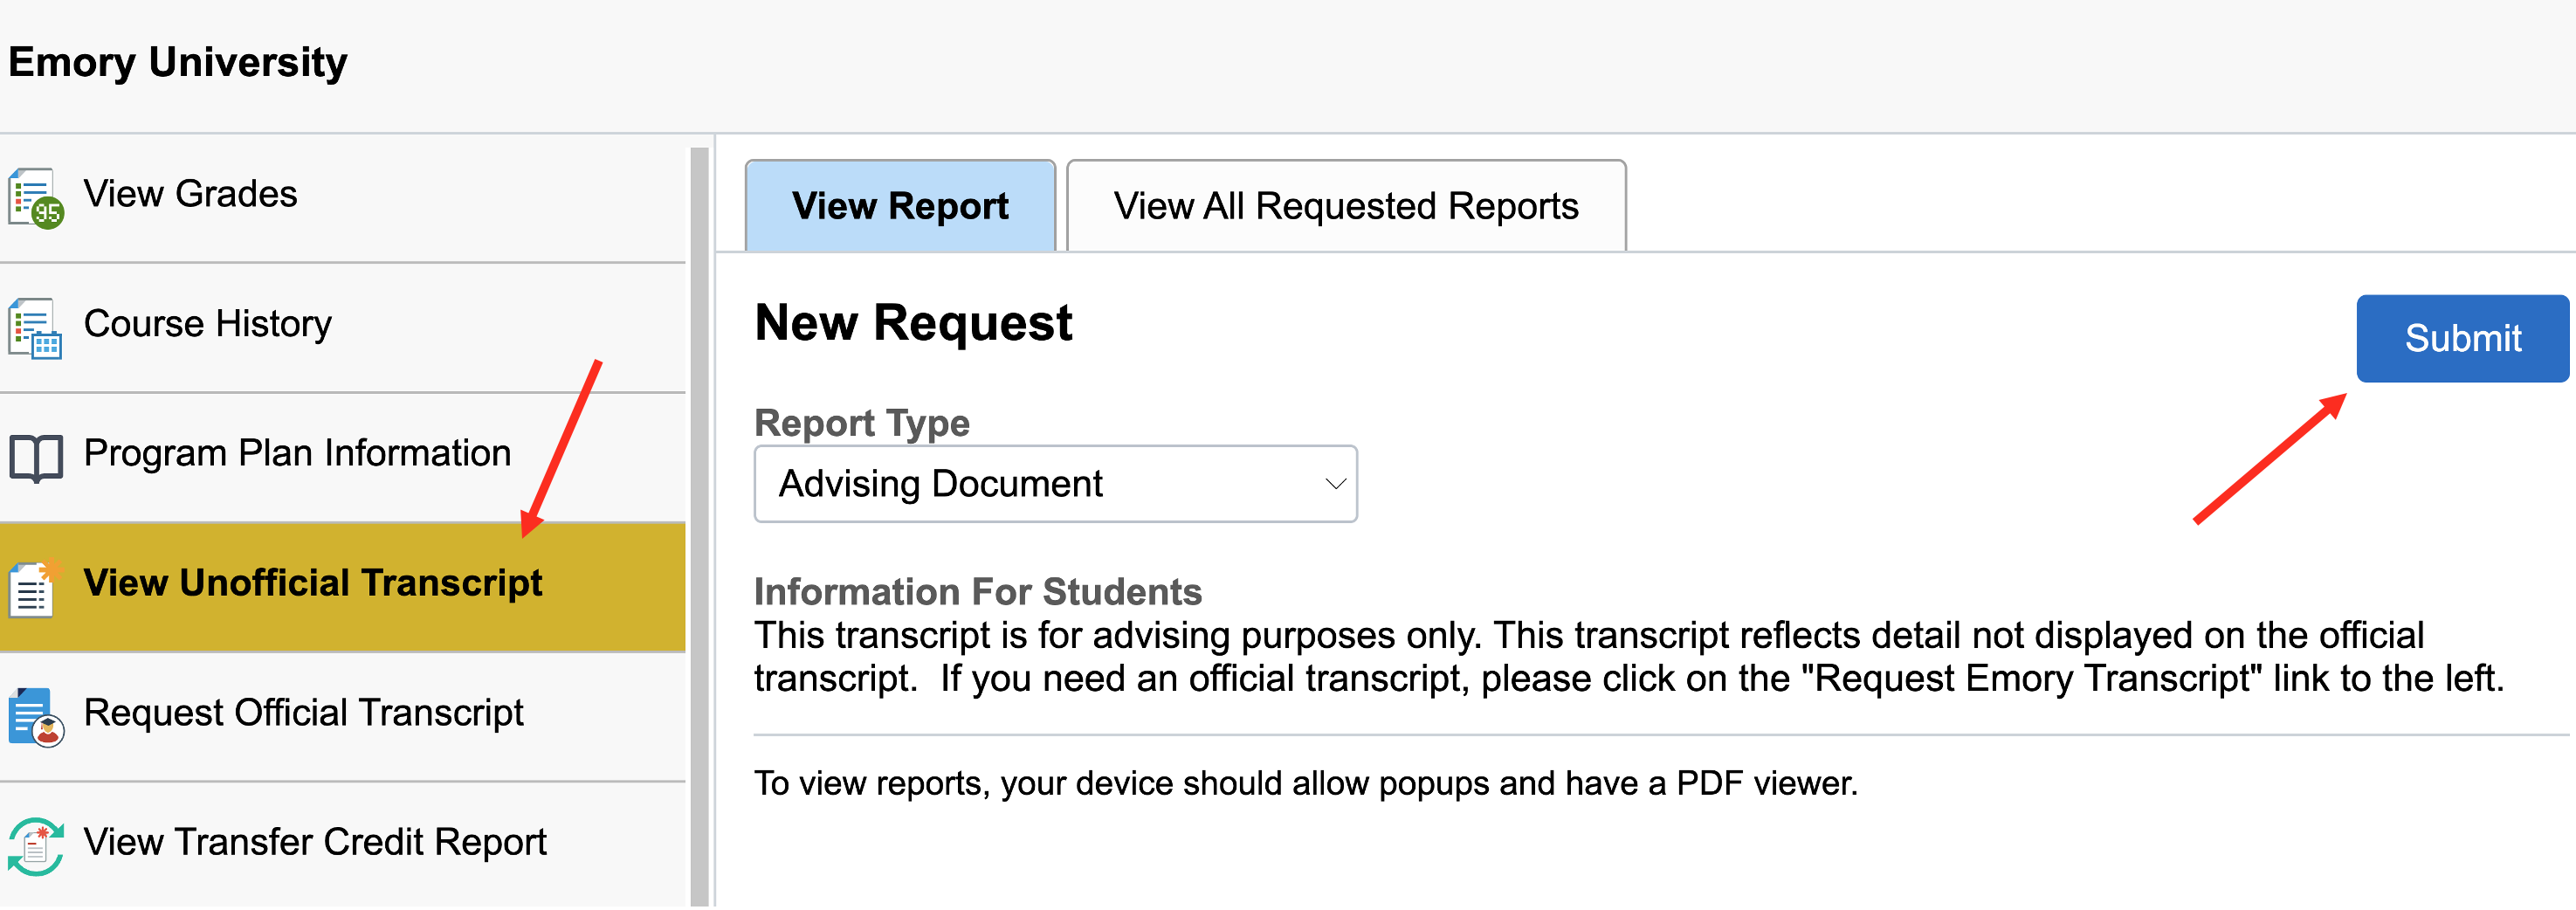 Emory University
View Grades
95
Course History
Program Plan Information
View Unofficial Transcript
Request Official Transcript
View Transfer Credit Report
View Report
View All Requested Reports
New Request
Submit
Report Type
Advising Document
Information For Students
This transcript is for advising purposes only. This transcript reflects detail not displayed on the official
transcript.  If you need an official transcript, please click on the "Request Emory Transcript" link to the left.
To view reports, your device should allow popups and have a PDF viewer.